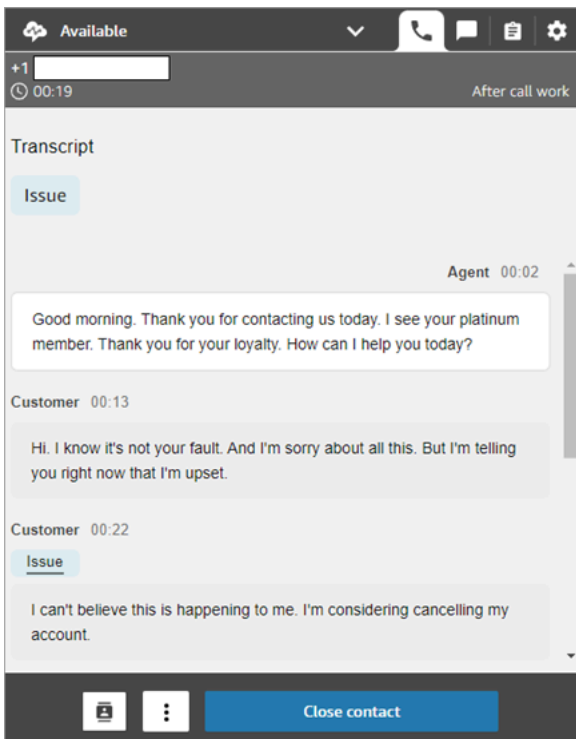 Available
+1
00:19
After call work
Transcript
Issue
Agent 00:02
Good morning. Thank you for contacting us today. I see your platinum
member. Thank you for your loyalty. How can I help you today?
Customer 00:13
Hi. I know it's not your fault. And I'm sorry about all this. But I'm telling
you right now that I'm upset.
Customer 00:22
Issue
I can't believe this is happening to me. I'm considering cancelling my
account.
Close contact